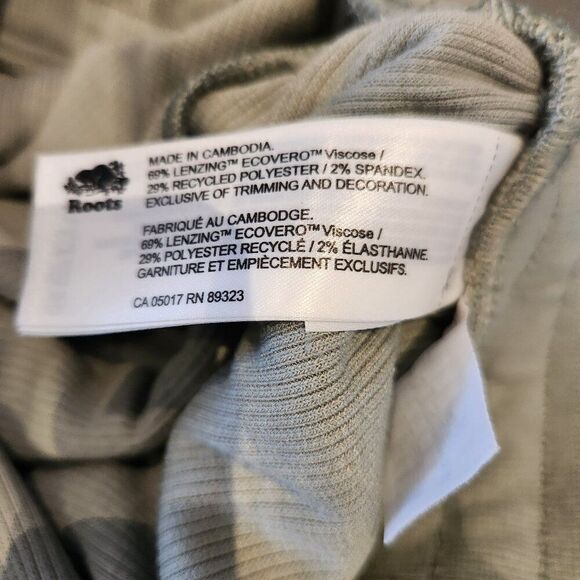 Roots
MADE IN CAMBODIA.
69% LENZING™ ECOVERO™ Viscose /
29% RECYCLED POLYESTER / 2% SPANDEX.
EXCLUSIVE OF TRIMMING AND DECORATION.
FABRIQUÉ AU CAMBODGE.
69% LENZING™ ECOVERO™ Viscose /
29% POLYESTER RECYCLÉ / 2% ÉLASTHANNE.
GARNITURE ET EMPIÈCEMENT EXCLUSIFS.
CA 05017 RN 89323